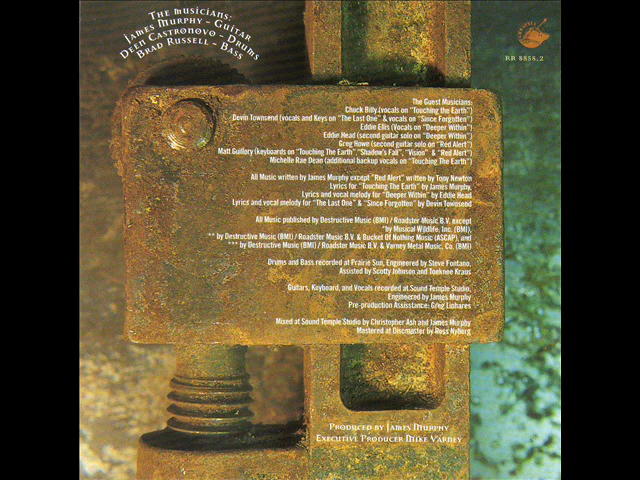 The musicians:
James Murphy - Guitar
Deen Castronovo - Drums
Brad Russell - Bass
RR 8858.2
The Guest Musicians:
Chuck Billy (vocals on "Touching the Earth")
Devin Townsend (vocals and Keys on "The Last One" & vocals on "Since Forgotten")
Eddie Ellis (Vocals on "Deeper Within")
Eddie Head (second guitar solo on "Deeper Within")
Greg Howe (second guitar solo on "Red Alert")
Matt Guillory (keyboards on "Touching The Earth", "Shadow's Fall", "Vision" & "Red Alert")
Michelle Rae Dean (additional backup vocals on "Touching The Earth")
All Music written by James Murphy except "Red Alert" written by Tony Newton
Lyrics for "Touching The Earth" by James Murphy,
Lyrics and vocal melody for "Deeper Within" by Eddie Head
Lyrics and vocal melody for "The Last One" & "Since Forgotten" by Devin Townsend
All Music published by Destructive Music (BMI) / Roadster Music B.V. except
*by Musical Wildlife, Inc. (BMI),
** by Destructive Music (BMI) / Roadster Music B.V. & Bucket Of Nothing Music (ASCAP), and
*** by Destructive Music (BMI) / Roadster Music B.V. & Varney Metal Music, Co. (BMI)
Drums and Bass recorded at Prairie Sun, Engineered by Steve Fontano,
Assisted by Scotty Johnson and Toeknee Kraus
Guitars, Keyboard, and Vocals recorded at Sound Temple Studio,
Engineered by James Murphy
Pre-production Assisstance: Greg Linhares
Mixed at Sound Temple Studio by Christopher Ash and James Murphy
Mastered at Discmaster by Ross Nyberg
Produced by James Murphy
Executive Producer Mike Varney